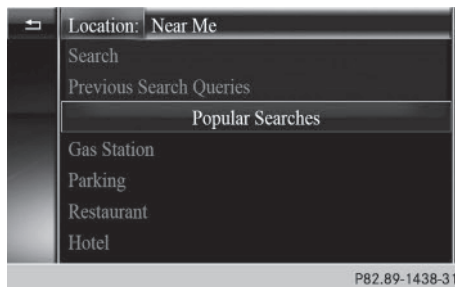 Location: Near Me
Search
Previous Search Queries
Popular Searches
Gas Station
Parking
Restaurant
Hotel
P82.89-1438-31